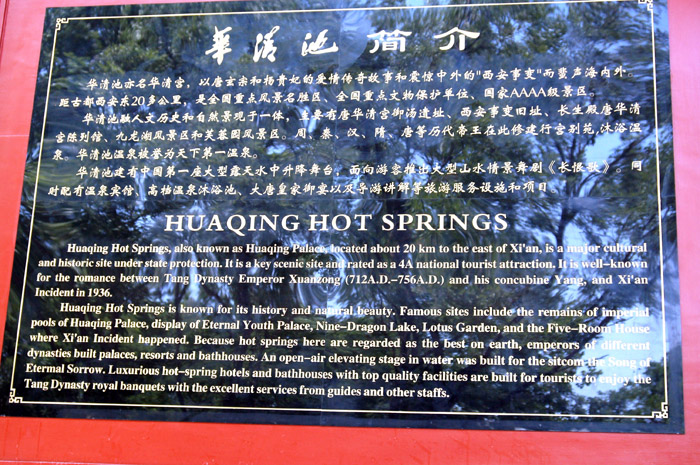 華清池 简介
华清池亦名华清宫，以唐玄宗和杨贵妃的爱情传奇故事和震惊中外的"西安事变"而蜚声海内外。
距古都西安东20多公里，是全国重点风景名胜区、全国重点文物保护单位、国家AAAA级景区。
华清池融人文历史和自然景观于一体，主要有唐华清宫御汤遗址、西安事变旧址、长生殿唐华清
宫陈列馆、九龙湖风景区和芙蓉园风景区。周、秦、汉、隋、唐等历代帝王在此修建行宫别苑,沐浴温
泉。华清池温泉被誉为天下第一温泉。
华清池建有中国第一座大型露天水中升降舞台，面向游客推出大型山水情景舞剧《长恨歌》。同
时配有温泉宾馆、高档温泉沐浴池、大唐皇家御宴以及导游讲解等旅游服务设施和项目。
HUAQING HOT SPRINGS
Huaqing Hot Springs, also known as Huaqing Palace, located about 20 km to the east of Xi'an, is a major cultural
and historic site under state protection. It is a key scenic site and rated as a 4A national tourist attraction. It is well-known
for the romance between Tang Dynasty Emperor Xuanzong (712A.D.-756A.D.) and his concubine Yang, and Xi'an
Incident in 1936.
Huaqing Hot Springs is known for its history and natural beauty. Famous sites include the remains of imperial
pools of Huaqing Palace, display of Eternal Youth Palace, Nine-Dragon Lake, Lotus Garden, and the Five-Room House
where Xi'an Incident happened. Because hot springs here are regarded as the best on earth, emperors of different
dynasties built palaces, resorts and bathhouses. An open-air elevating stage in water was built for the sitcom the Song of
Eternal Sorrow. Luxurious hot-spring hotels and bathhouses with top quality facilities are built for tourists to enjoy the
Tang Dynasty royal banquets with the excellent services from guides and other staffs.